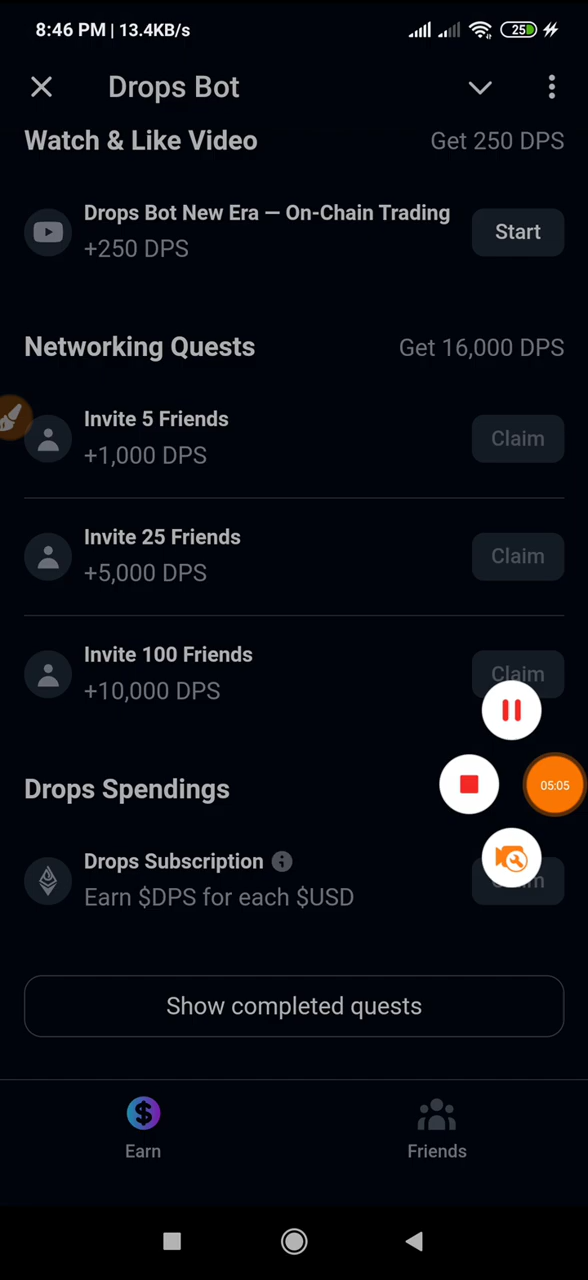 8:46 PM | 13.4KB/s
25
Drops Bot
Watch & Like Video
Get 250 DPS
Drops Bot New Era — On-Chain Trading
+250 DPS
Start
Networking Quests
Get 16,000 DPS
Invite 5 Friends
+1,000 DPS
Claim
Invite 25 Friends
+5,000 DPS
Claim
Invite 100 Friends
+10,000 DPS
Claim
Drops Spendings
05:05
Drops Subscription
Earn $DPS for each $USD
Show completed quests
Earn
Friends